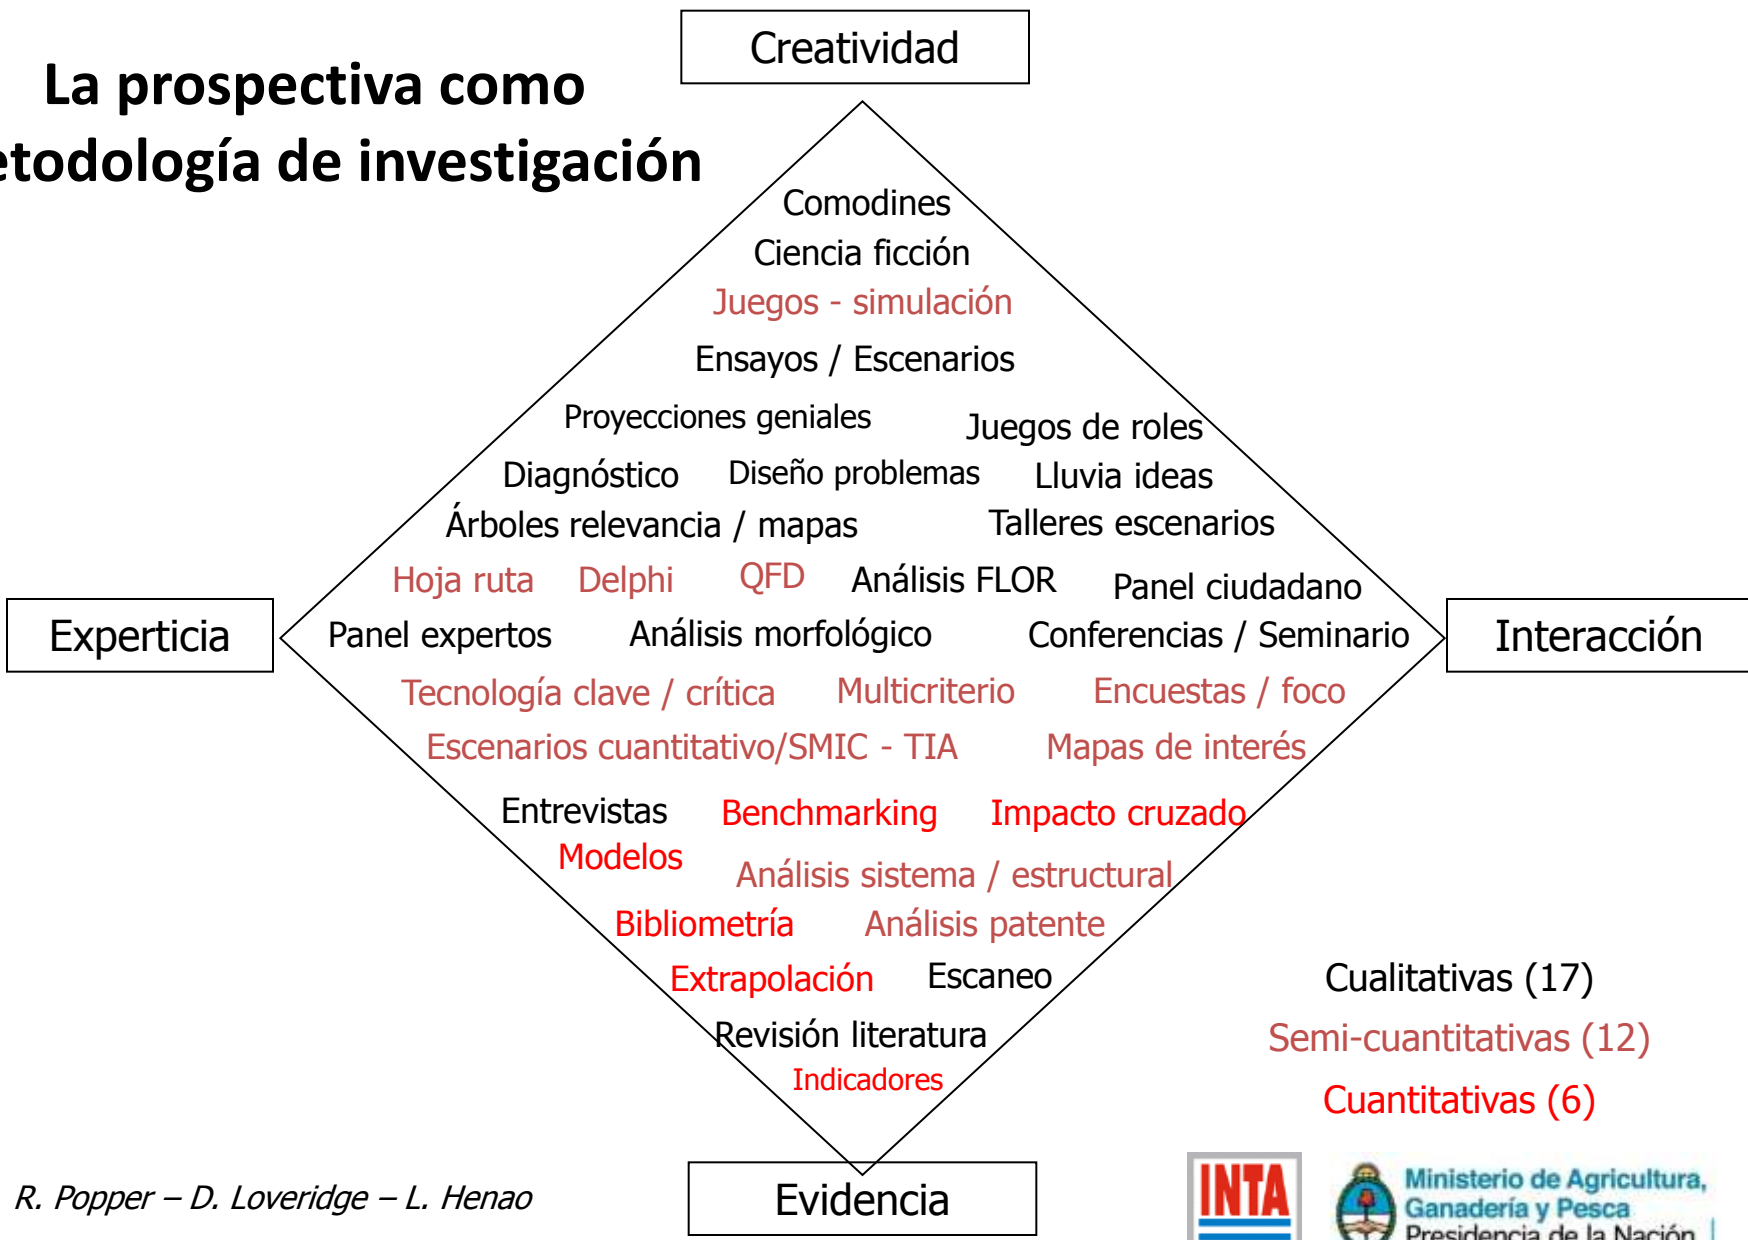 Creatividad
La prospectiva como
etodología de investigación
Comodines
Ciencia ficción
Juegos - simulación
Ensayos / Escenarios
Proyecciones geniales
Juegos de roles
Diagnóstico Diseño problemas Lluvia ideas
Árboles relevancia / mapas Talleres escenarios
Hoja ruta Delphi QFD Análisis FLOR Panel ciudadano
Experticia Panel expertos Análisis morfológico Conferencias / Seminario Interacción
Tecnología clave / crítica Multicriterio Encuestas / foco
Escenarios cuantitativo/SMIC - TIA Mapas de interés
Entrevistas Benchmarking Impacto cruzado
Modelos Análisis sistema / estructural
Bibliometría Análisis patente
Extrapolación Escaneo
Revisión literatura
Indicadores
Cualitativas (17)
Semi-cuantitativas (12)
Cuantitativas (6)
R. Popper – D. Loveridge – L. Henao
Evidencia
INTA
Ministerio de Agricultura,
Ganadería y Pesca
Presidencia de la Nación